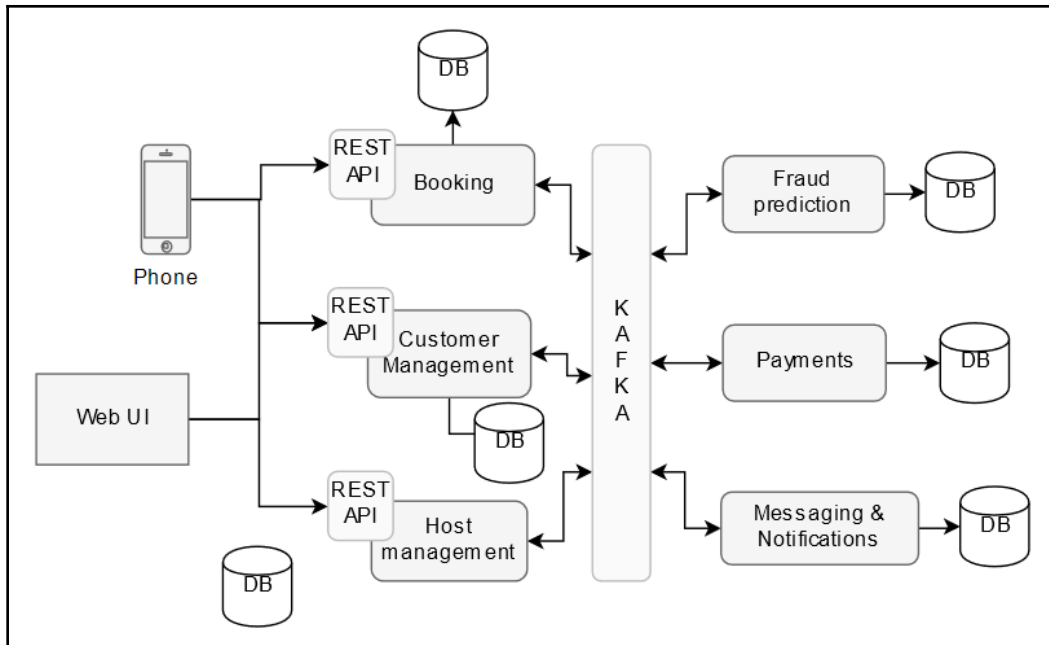 DB
REST
API
Booking
Phone
Fraud
prediction
DB
REST
API
Customer
Management
DB
K
A
F
K
A
Payments
DB
Web UI
REST
API
Host
management
DB
Messaging &
Notifications
DB